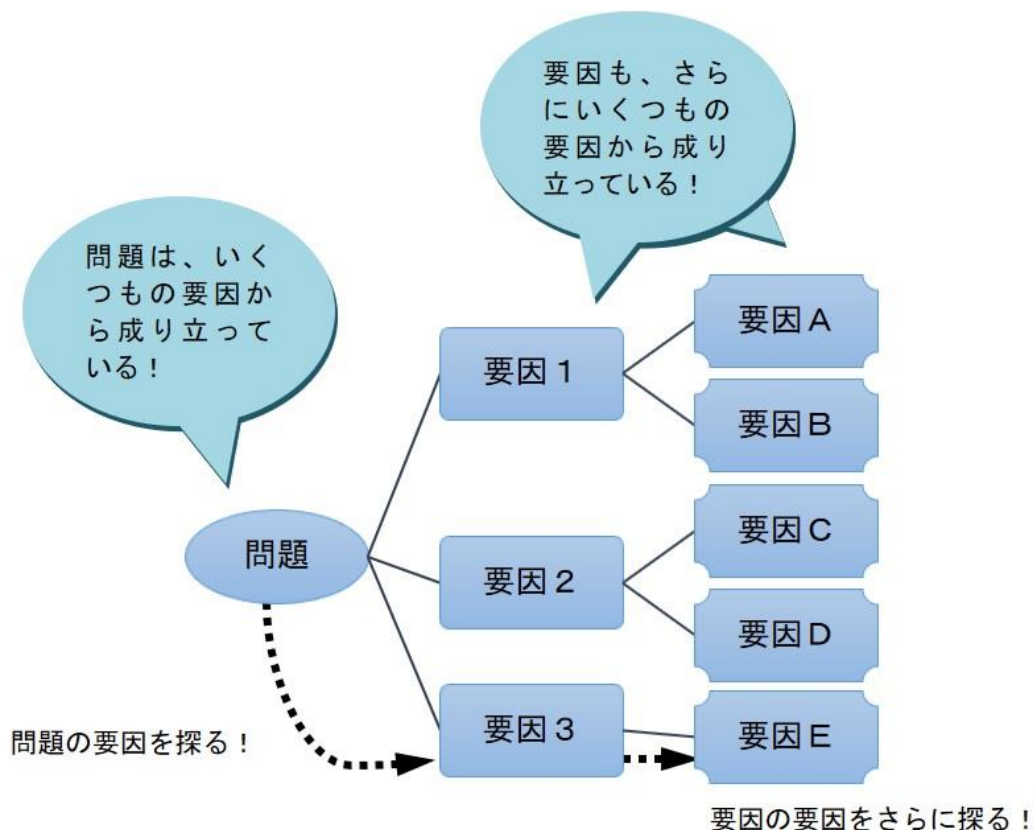 要因も、さら
にいくつもの
要因から成り
立っている！
問題は、いく
つもの要因か
ら成り立って
いる！
要因１
要因Ａ
要因Ｂ
問題
要因２
要因Ｃ
要因Ｄ
要因３
要因Ｅ
問題の要因を探る！
要因の要因をさらに探る！